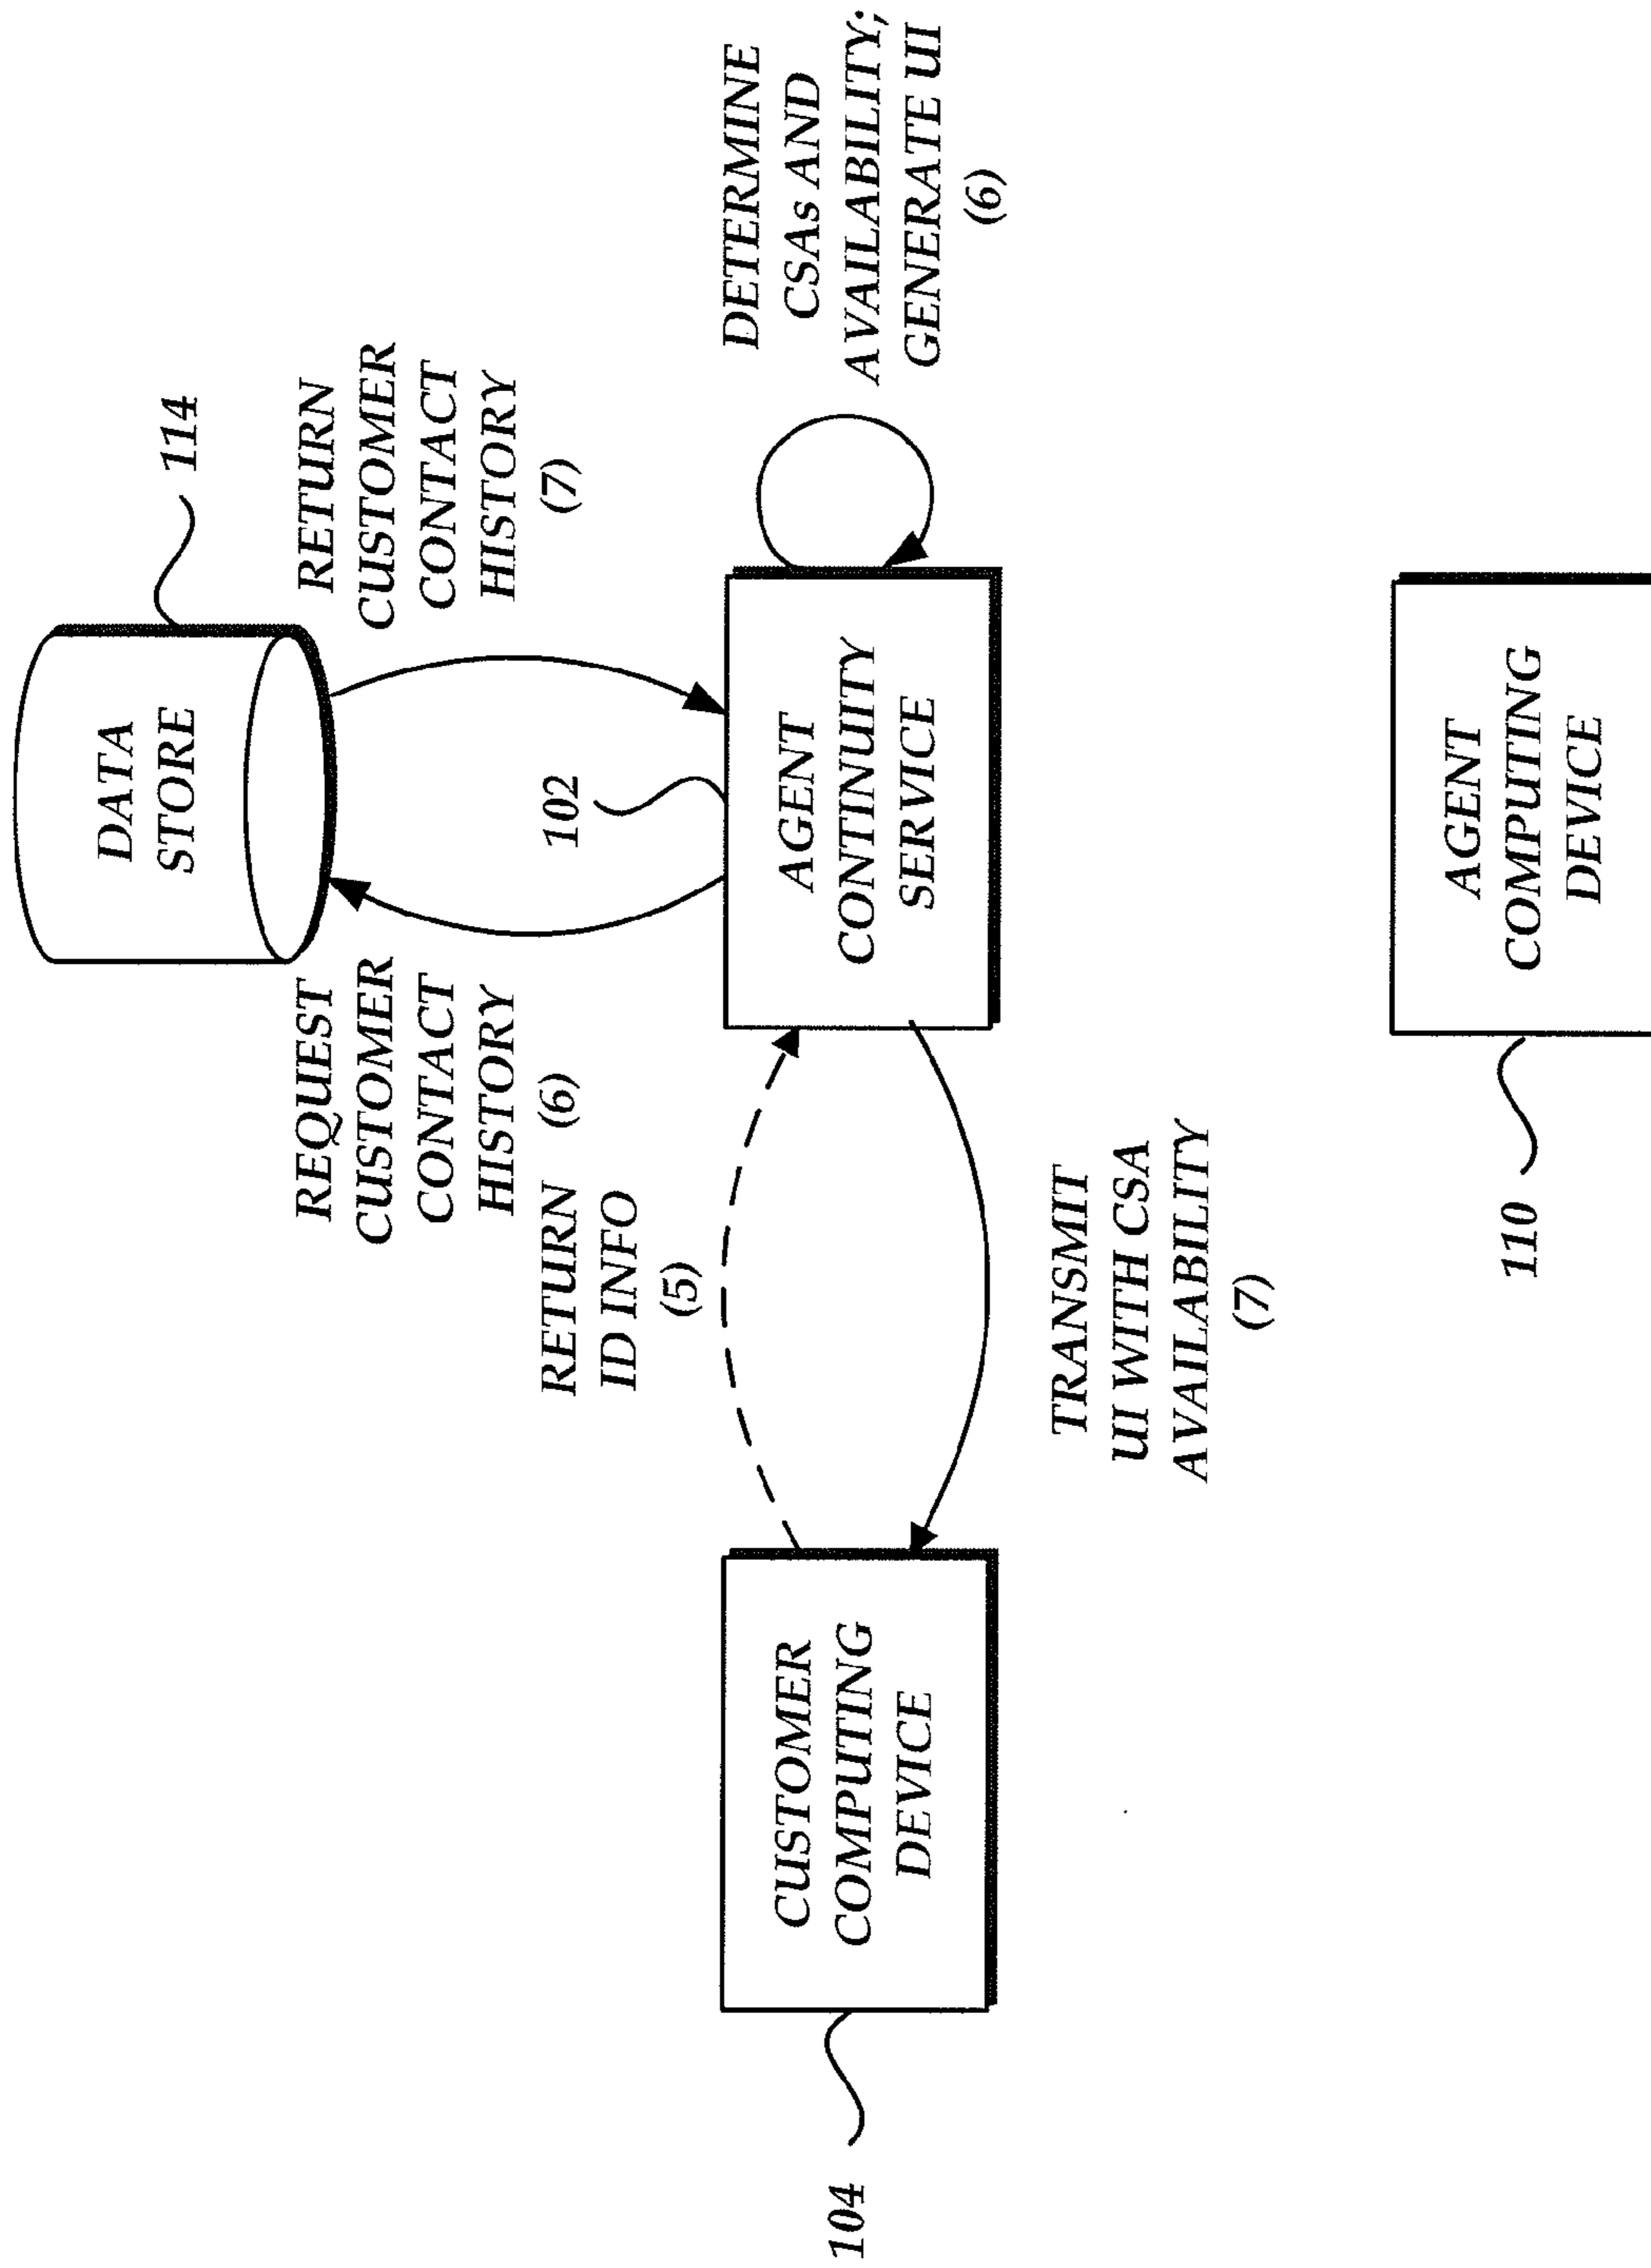 DATA
STORE
114
REQUEST
CUSTOMER
CONTACT
HISTORY
(6)
RETURN
CUSTOMER
CONTACT
HISTORY
(7)
RETURN
ID INFO
(5)
102
CUSTOMER
COMPUTING
DEVICE
104
AGENT
CONTINUITY
SERVICE
DETERMINE
CSAs AND
AVAILABILITY;
GENERATE UI
(6)
TRANSMIT
UI WITH CSA
AVAILABILITY
(7)
110
AGENT
COMPUTING
DEVICE